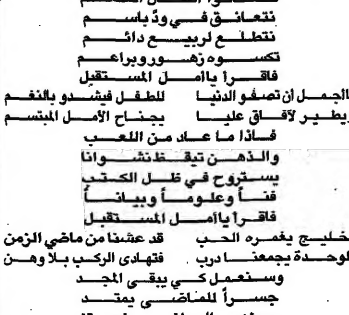 نتعانق في ود باسم
نتطلع لربيع دائم
تكسوه زهور وبراعم
فاقرأ يا أمل المستقبل
ما أجمل أن تصفو الدنيا للطفل فيشدو بالنغم
ويطير لآفاق عليا بجناح الأمل المبتسم
فإذا ما عاد من اللعب
والذهن تيقظ نشوانا
يستروح في ظل الكتب
فناً وعلوماً وبياناً
فاقرأ يا أمل المستقبل
خليج يغمره الحب قد عشنا من ماضي الزمن
لوحدة يجمعنا درب فتهادى الركب بلا وهن
وسنعمل كي يبقى المجد
جسراً للماضي يمتد